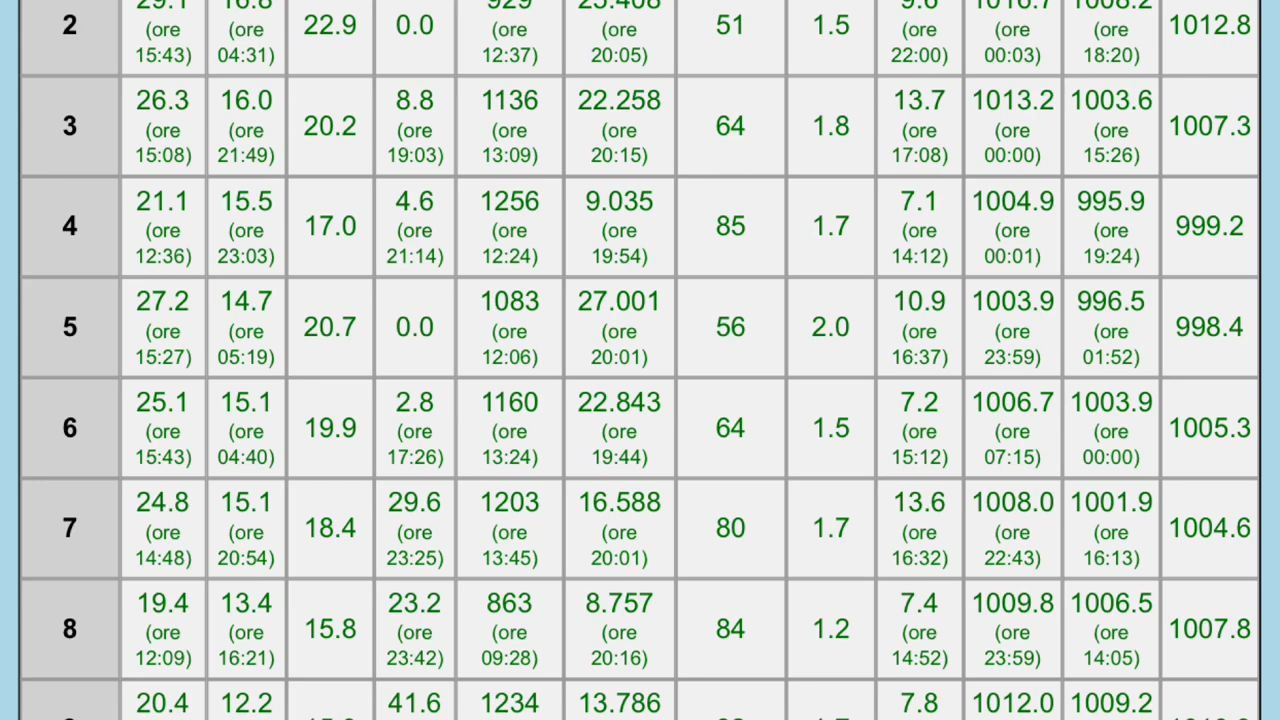 2
29.1 (ore 15:43)
16.8 (ore 04:31)
22.9
0.0
929 (ore 12:37)
25.408 (ore 20:05)
51
1.5
9.6 (ore 22:00)
1016.7 (ore 00:03)
1008.2 (ore 18:20)
1012.8
3
26.3 (ore 15:08)
16.0 (ore 21:49)
20.2
8.8 (ore 19:03)
1136 (ore 13:09)
22.258 (ore 20:15)
64
1.8
13.7 (ore 17:08)
1013.2 (ore 00:00)
1003.6 (ore 15:26)
1007.3
4
21.1 (ore 12:36)
15.5 (ore 23:03)
17.0
4.6 (ore 21:14)
1256 (ore 12:24)
9.035 (ore 19:54)
85
1.7
7.1 (ore 14:12)
1004.9 (ore 00:01)
995.9 (ore 19:24)
999.2
5
27.2 (ore 15:27)
14.7 (ore 05:19)
20.7
0.0
1083 (ore 12:06)
27.001 (ore 20:01)
56
2.0
10.9 (ore 16:37)
1003.9 (ore 23:59)
996.5 (ore 01:52)
998.4
6
25.1 (ore 15:43)
15.1 (ore 04:40)
19.9
2.8 (ore 17:26)
1160 (ore 13:24)
22.843 (ore 19:44)
64
1.5
7.2 (ore 15:12)
1006.7 (ore 07:15)
1003.9 (ore 00:00)
1005.3
7
24.8 (ore 14:48)
15.1 (ore 20:54)
18.4
29.6 (ore 23:25)
1203 (ore 13:45)
16.588 (ore 20:01)
80
1.7
13.6 (ore 16:32)
1008.0 (ore 22:43)
1001.9 (ore 16:13)
1004.6
8
19.4 (ore 12:09)
13.4 (ore 16:21)
15.8
23.2 (ore 23:42)
863 (ore 09:28)
8.757 (ore 20:16)
84
1.2
7.4 (ore 14:52)
1009.8 (ore 23:59)
1006.5 (ore 14:05)
1007.8
20.4
12.2
41.6
1234
13.786
7.8
1012.0
1009.2